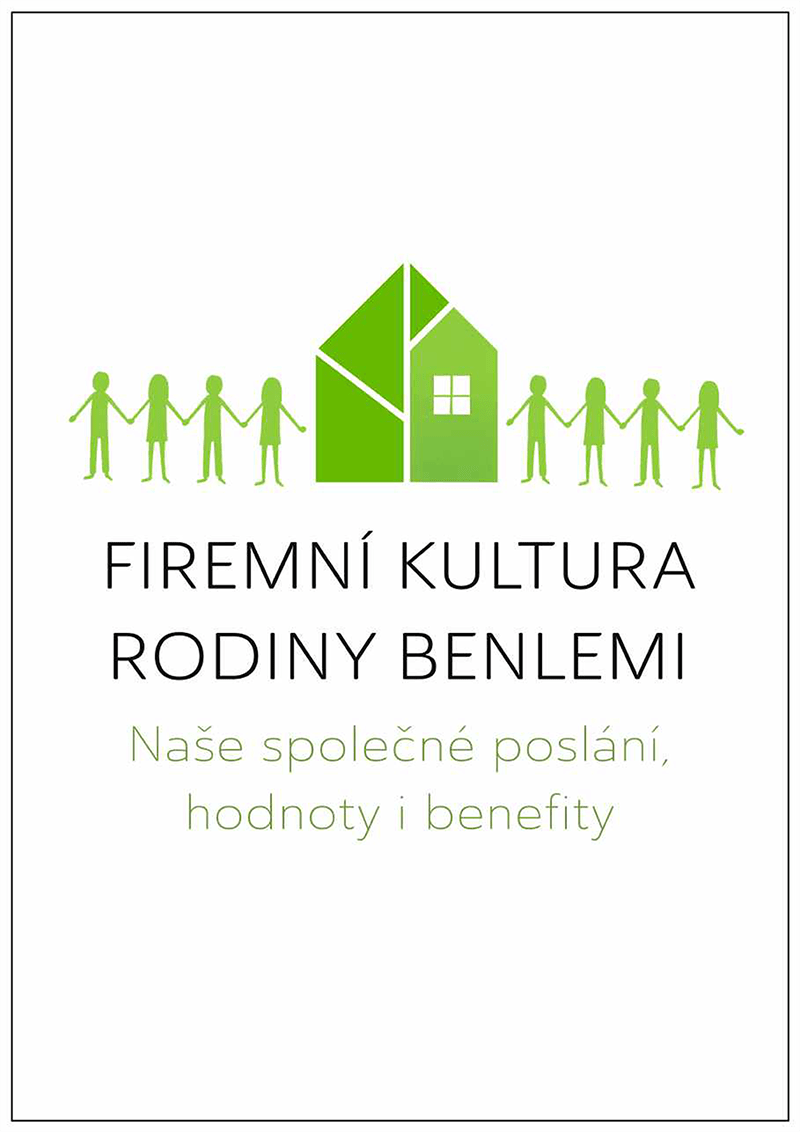 FIREMNÍ KULTURA
RODINY BENLEMI
Naše společné poslání,
hodnoty i benefity